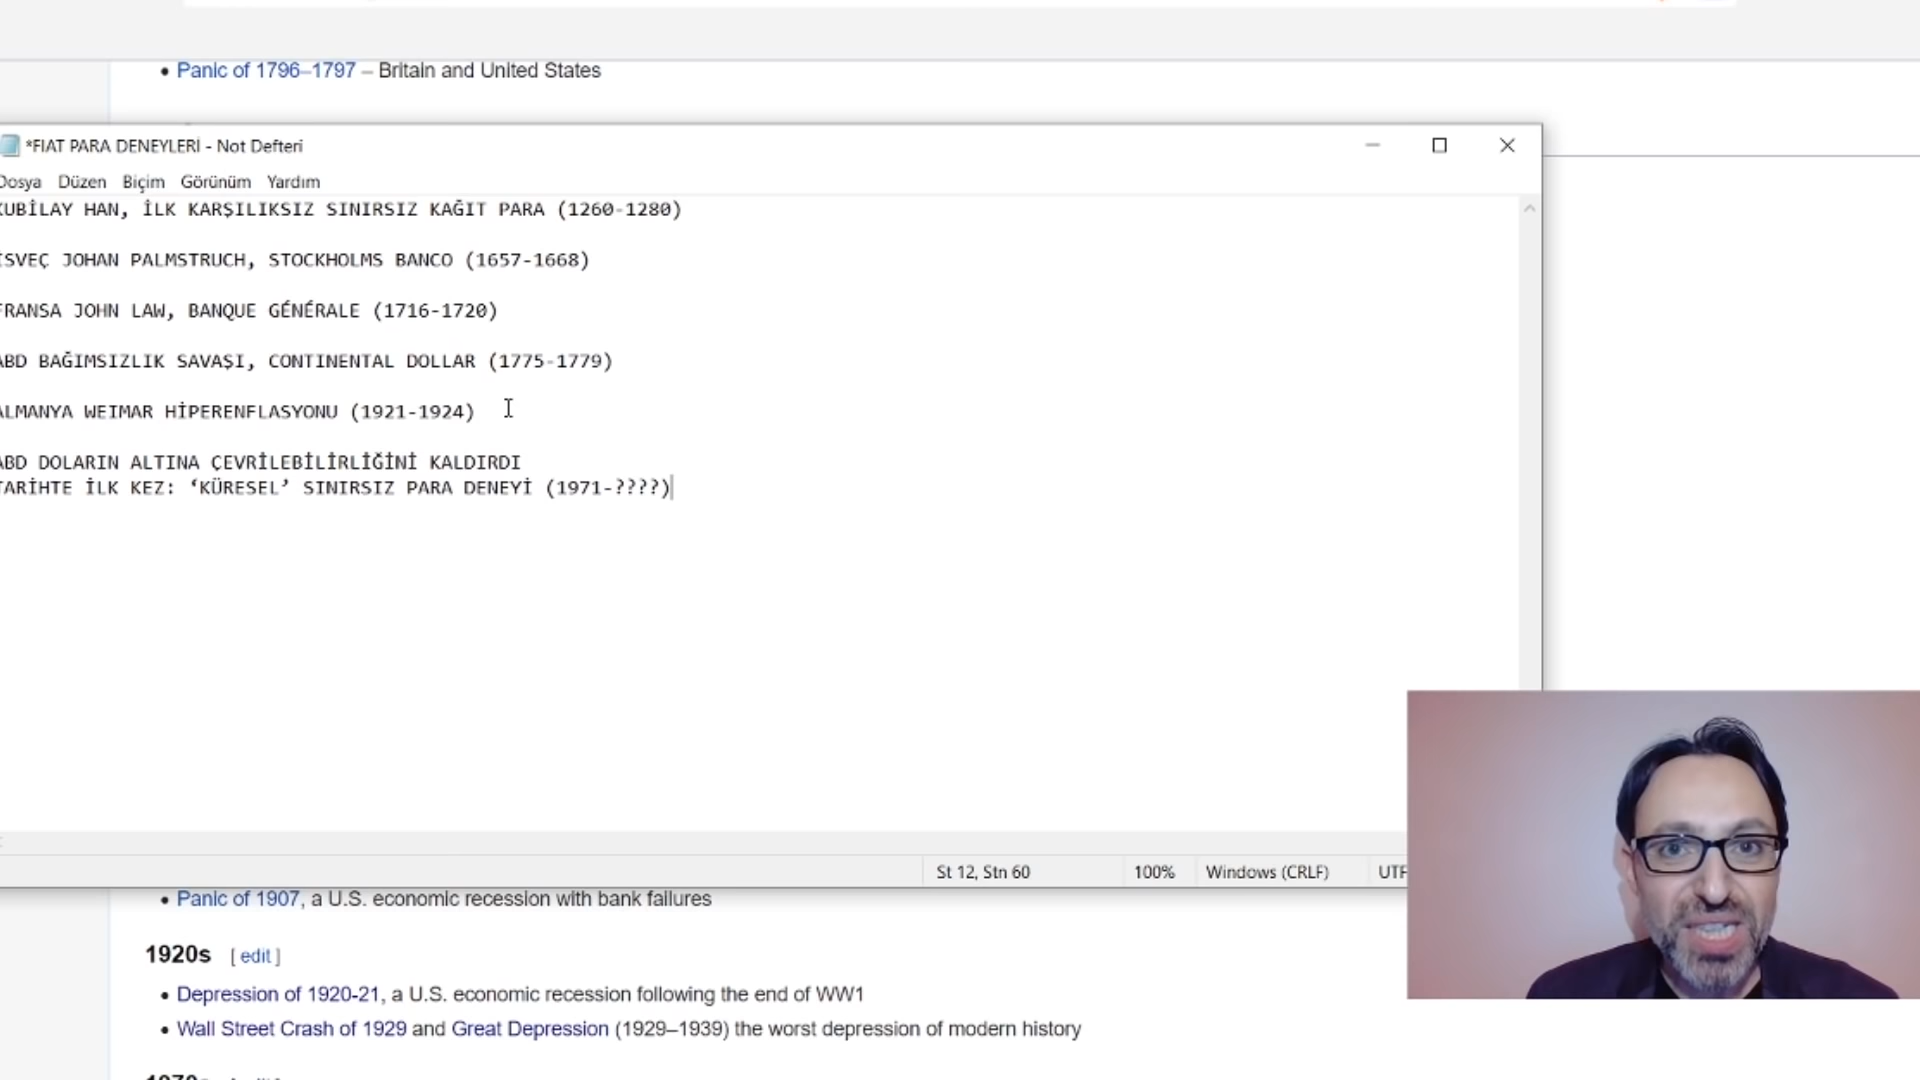 Panic of 1796–1797 – Britain and United States
*FIAT PARA DENEYLERİ - Not Defteri
Dosya Düzen Biçim Görünüm Yardım
KUBİLAY HAN, İLK KARŞILIKSIZ SINIRSIZ KAĞIT PARA (1260-1280)
İSVEÇ JOHAN PALMSTRUCH, STOCKHOLMS BANCO (1657-1668)
FRANSA JOHN LAW, BANQUE GÉNÉRALE (1716-1720)
ABD BAĞIMSIZLIK SAVAŞI, CONTINENTAL DOLLAR (1775-1779)
ALMANYA WEIMAR HİPERENFLASYONU (1921-1924)
ABD DOLARIN ALTINA ÇEVRİLEBİLİRLİĞİNİ KALDIRDI
TARİHTE İLK KEZ: ‘KÜRESEL’ SINIRSIZ PARA DENEYİ (1971-????)
St 12, Stn 60 100% Windows (CRLF) UTF
Panic of 1907, a U.S. economic recession with bank failures
1920s [ edit ]
Depression of 1920-21, a U.S. economic recession following the end of WW1
Wall Street Crash of 1929 and Great Depression (1929–1939) the worst depression of modern history